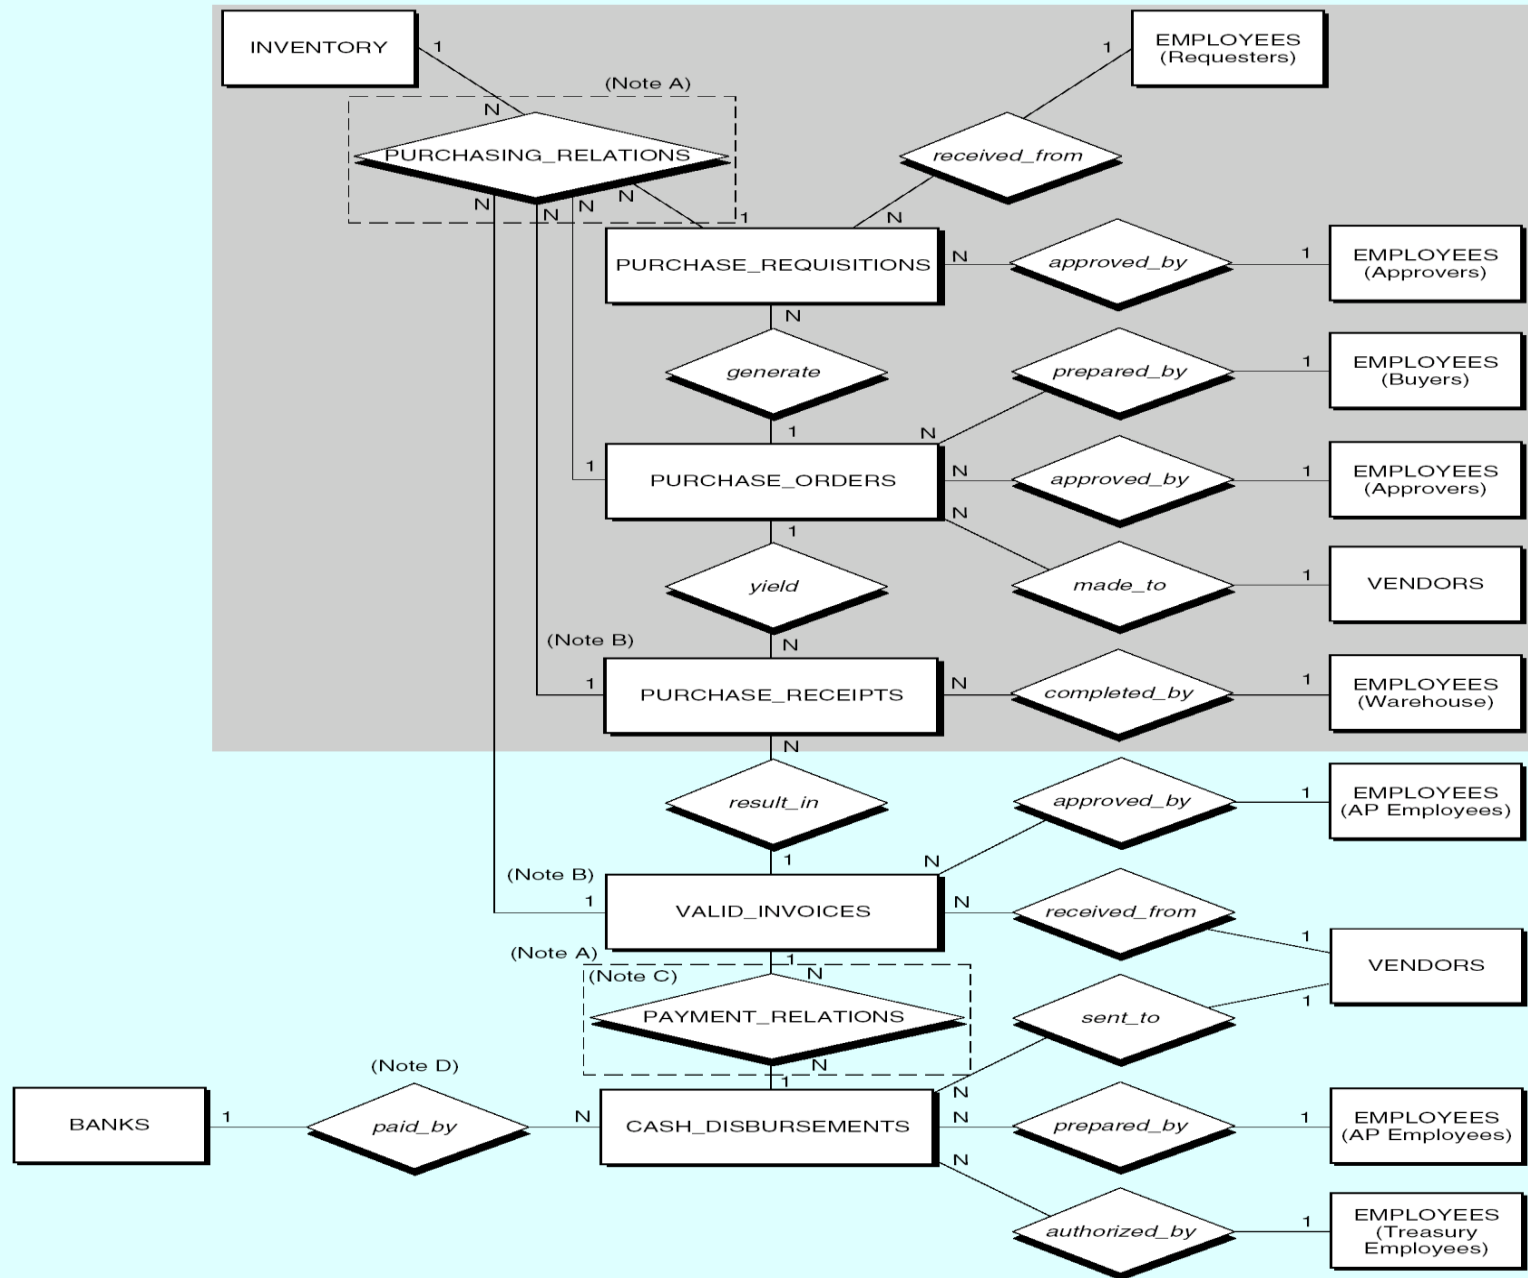 INVENTORY
1
EMPLOYEES
(Requesters)
1
(Note A)
N
PURCHASING_RELATIONS
received_from
N
N
N
N
N
1
N
PURCHASE_REQUISITIONS
N
approved_by
1
EMPLOYEES
(Approvers)
N
generate
prepared_by
1
EMPLOYEES
(Buyers)
1
N
1
PURCHASE_ORDERS
N
approved_by
1
EMPLOYEES
(Approvers)
N
1
yield
made_to
1
VENDORS
(Note B)
N
1
PURCHASE_RECEIPTS
N
completed_by
1
EMPLOYEES
(Warehouse)
N
result_in
approved_by
1
EMPLOYEES
(AP Employees)
1
N
(Note B)
1
VALID_INVOICES
N
received_from
1
VENDORS
(Note A)
1
(Note C)
N
PAYMENT_RELATIONS
sent_to
1
N
(Note D)
1
N
BANKS
1
paid_by
N
CASH_DISBURSEMENTS
N
prepared_by
1
EMPLOYEES
(AP Employees)
N
authorized_by
1
EMPLOYEES
(Treasury
Employees)